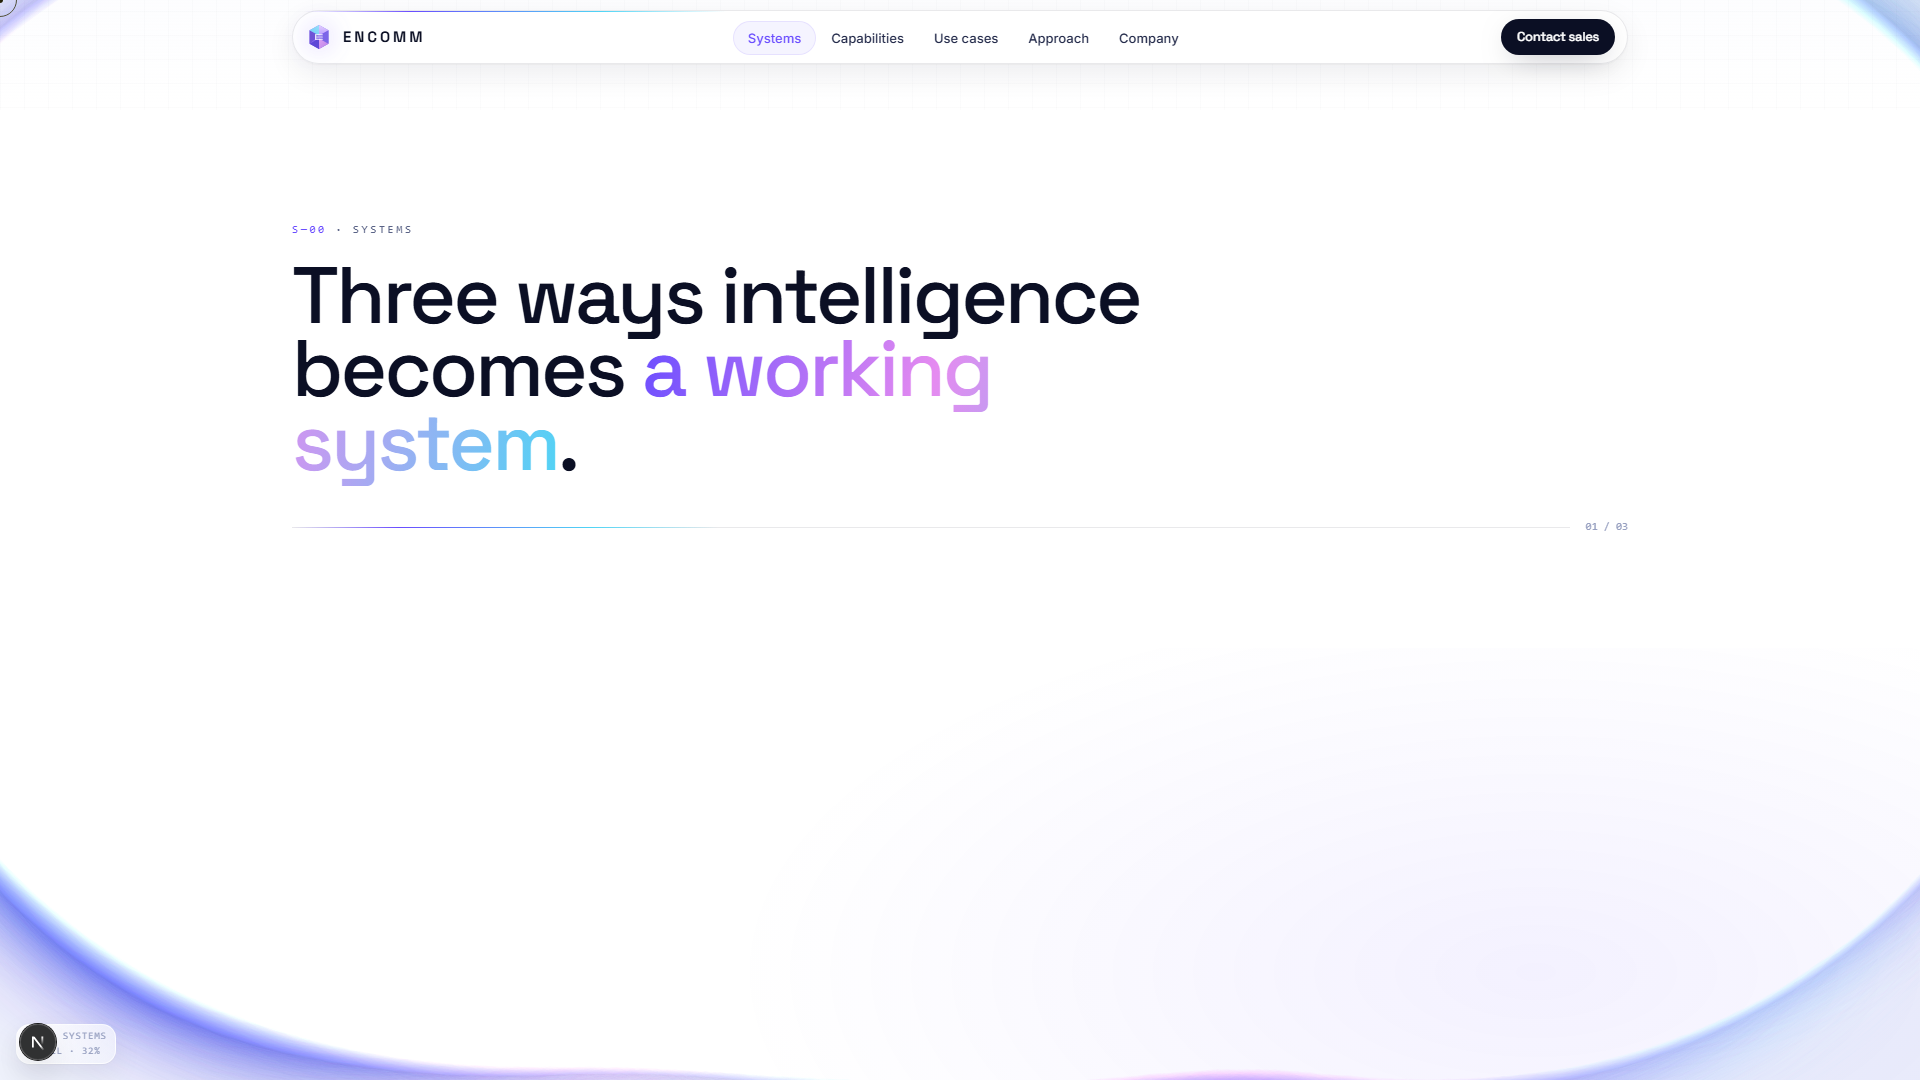 ENCOMM
Systems
Capabilities
Use cases
Approach
Company
Contact sales
S—00 · SYSTEMS
Three ways intelligence
becomes a working
system.
01 / 03
N
SYSTEMS
L · 32%